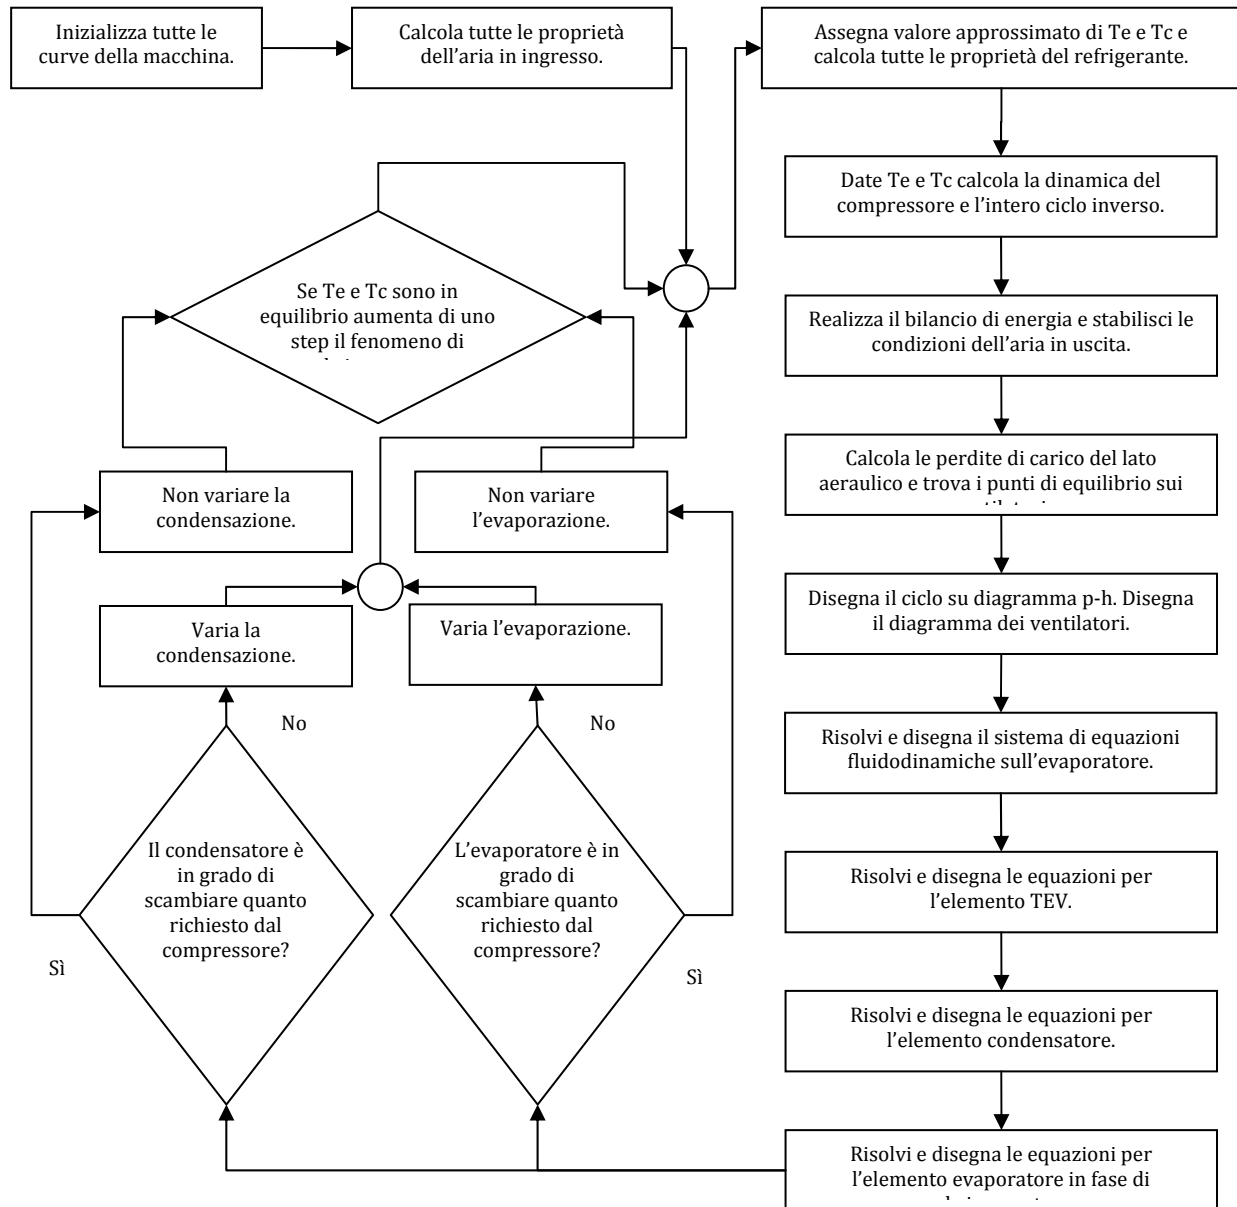 Inizializza tutte le
curve della macchina.
Calcola tutte le proprietà
dell’aria in ingresso.
Assegna valore approssimato di Te e Tc e
calcola tutte le proprietà del refrigerante.
Date Te e Tc calcola la dinamica del
compressore e l’intero ciclo inverso.
Realizza il bilancio di energia e stabilisci le
condizioni dell’aria in uscita.
Calcola le perdite di carico del lato
aeraulico e trova i punti di equilibrio sui
Disegna il ciclo su diagramma p-h. Disegna
il diagramma dei ventilatori.
Risolvi e disegna il sistema di equazioni
fluidodinamiche sull’evaporatore.
Risolvi e disegna le equazioni per
l’elemento TEV.
Risolvi e disegna le equazioni per
l’elemento condensatore.
Risolvi e disegna le equazioni per
l’elemento evaporatore in fase di
Se Te e Tc sono in
equilibrio aumenta di uno
step il fenomeno di
Non variare la
condensazione.
Non variare
l’evaporazione.
Varia la
condensazione.
Varia l’evaporazione.
No
No
Il condensatore è
in grado di
scambiare quanto
richiesto dal
compressore?
L’evaporatore è in
grado di
scambiare quanto
richiesto dal
compressore?
Sì
Sì